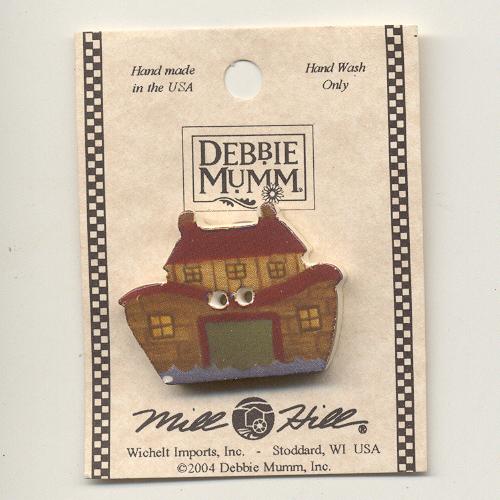 Hand made
in the USA
Hand Wash
Only
DEBBIE
MUMM®
Mill Hill®
Wichelt Imports, Inc. - Stoddard, WI USA
©2004 Debbie Mumm, Inc.